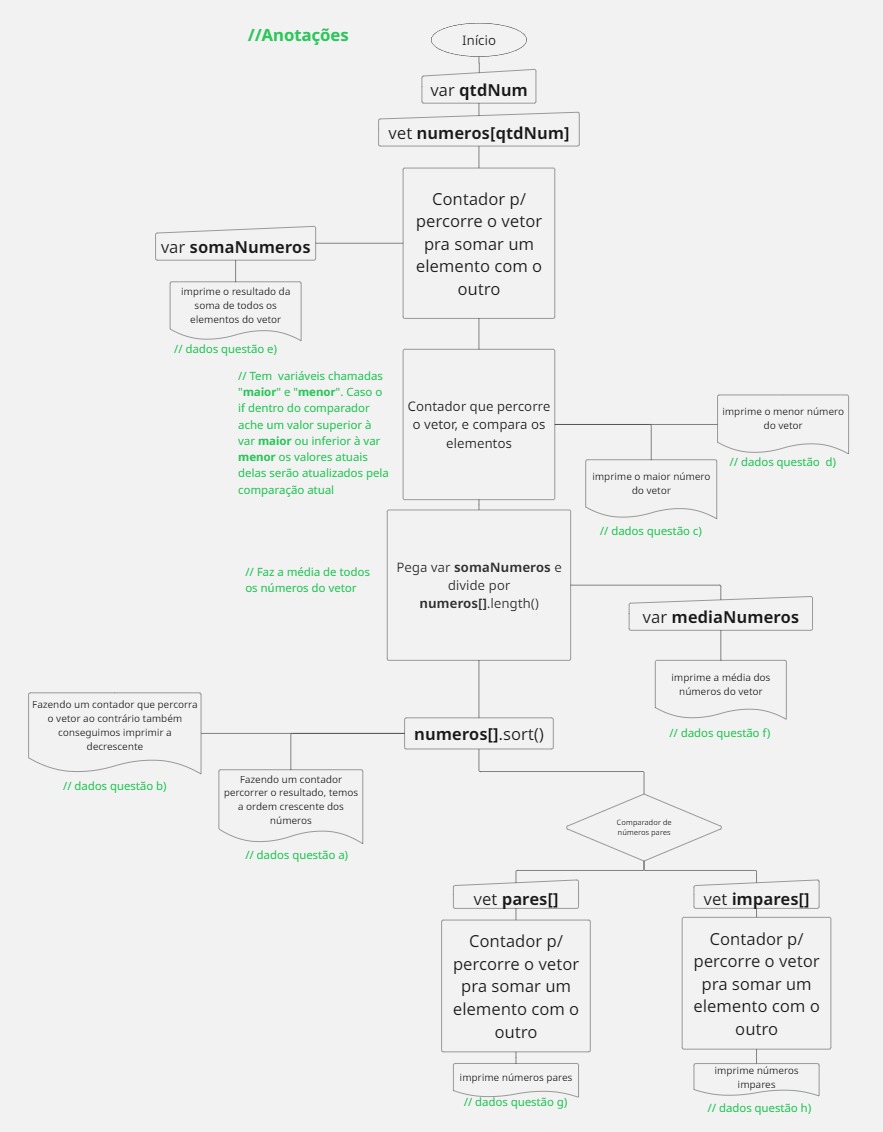 //Anotações
Início
var qtdNum
vet numeros[qtdNum]
Contador p/
percorre o vetor
pra somar um
elemento com o
outro
var somaNumeros
imprime o resultado da
soma de todos os
elementos do vetor
// dados questão e)
// Tem  variáveis chamadas
"maior" e "menor". Caso o
if dentro do comparador
ache um valor superior à
var maior ou inferior à var
menor os valores atuais
delas serão atualizados pela
comparação atual
Contador que percorre
o vetor, e compara os
elementos
imprime o menor número
do vetor
// dados questão  d)
imprime o maior número
do vetor
// dados questão c)
// Faz a média de todos
os números do vetor
Pega var somaNumeros e
divide por
numeros[].length()
var mediaNumeros
imprime a média dos
números do vetor
// dados questão f)
numeros[].sort()
Fazendo um contador que percorra
o vetor ao contrário também
conseguimos imprimir a
decrescente
// dados questão b)
Fazendo um contador
percorrer o resultado, temos
a ordem crescente dos
números
// dados questão a)
Comparador de
números pares
vet pares[]
Contador p/
percorre o vetor
pra somar um
elemento com o
outro
imprime números pares
// dados questão g)
vet impares[]
Contador p/
percorre o vetor
pra somar um
elemento com o
outro
imprime números
impares
// dados questão h)